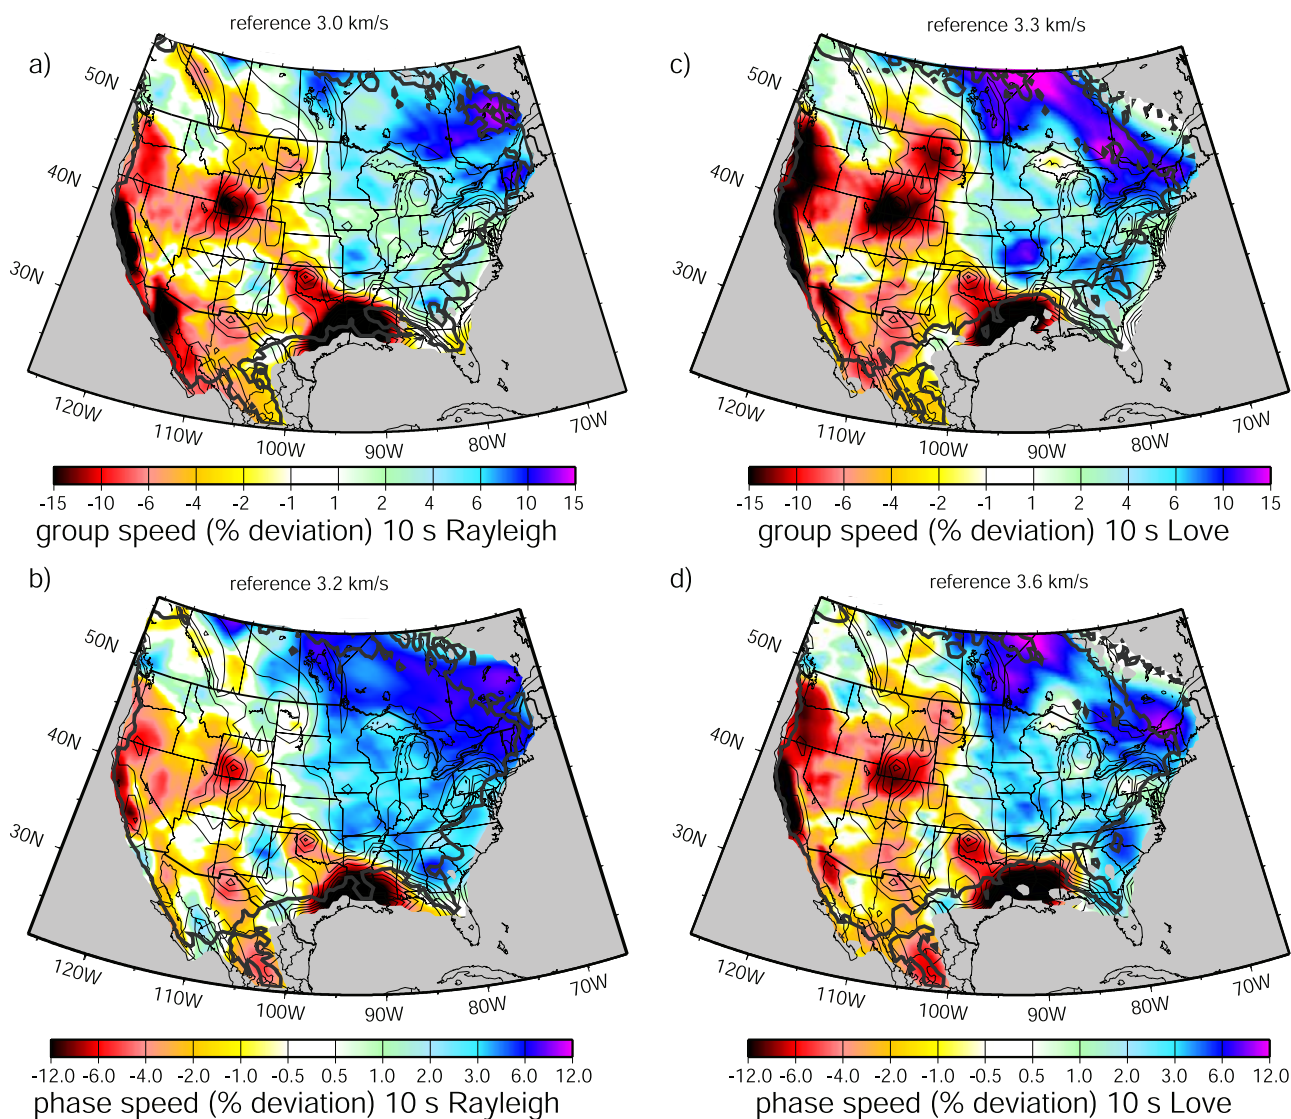 reference 3.0 km/s
a)
50N
40N
30N
120W
110W
100W
90W
80W
70W
-15 -10 -6 -4 -2 -1 1 2 4 6 10 15
group speed (% deviation) 10 s Rayleigh
reference 3.3 km/s
c)
50N
40N
30N
120W
110W
100W
90W
80W
70W
-15 -10 -6 -4 -2 -1 1 2 4 6 10 15
group speed (% deviation) 10 s Love
b)
reference 3.2 km/s
50N
40N
30N
120W
110W
100W
90W
80W
70W
-12.0 -6.0 -4.0 -2.0 -1.0 -0.5 0.5 1.0 2.0 3.0 6.0 12.0
phase speed (% deviation) 10 s Rayleigh
d)
reference 3.6 km/s
50N
40N
30N
120W
110W
100W
90W
80W
70W
-12.0 -6.0 -4.0 -2.0 -1.0 -0.5 0.5 1.0 2.0 3.0 6.0 12.0
phase speed (% deviation) 10 s Love